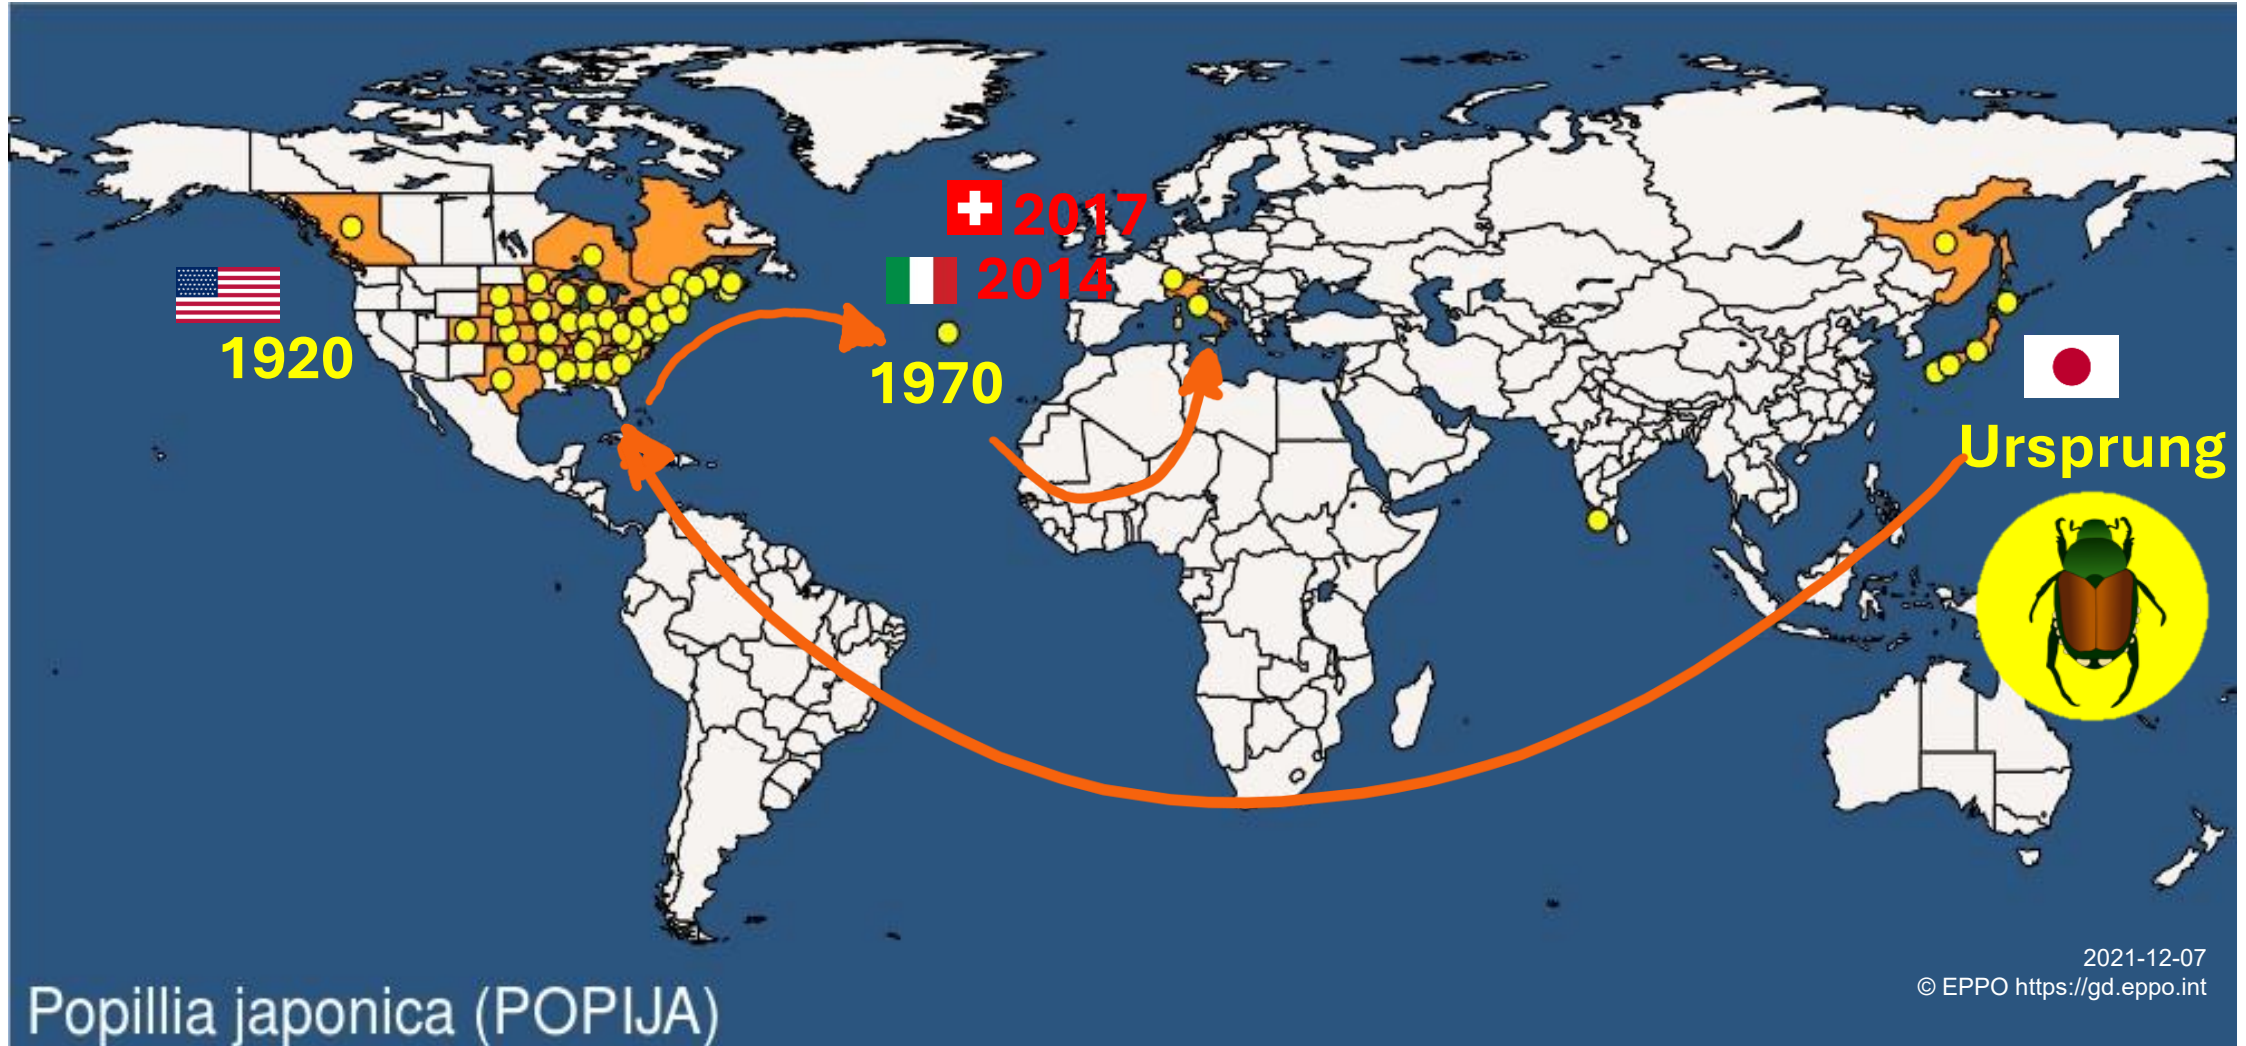 2017
2014
1920
1970
Ursprung
2021-12-07
© EPPO https://gd.eppo.int
Popillia japonica (POPIJA)